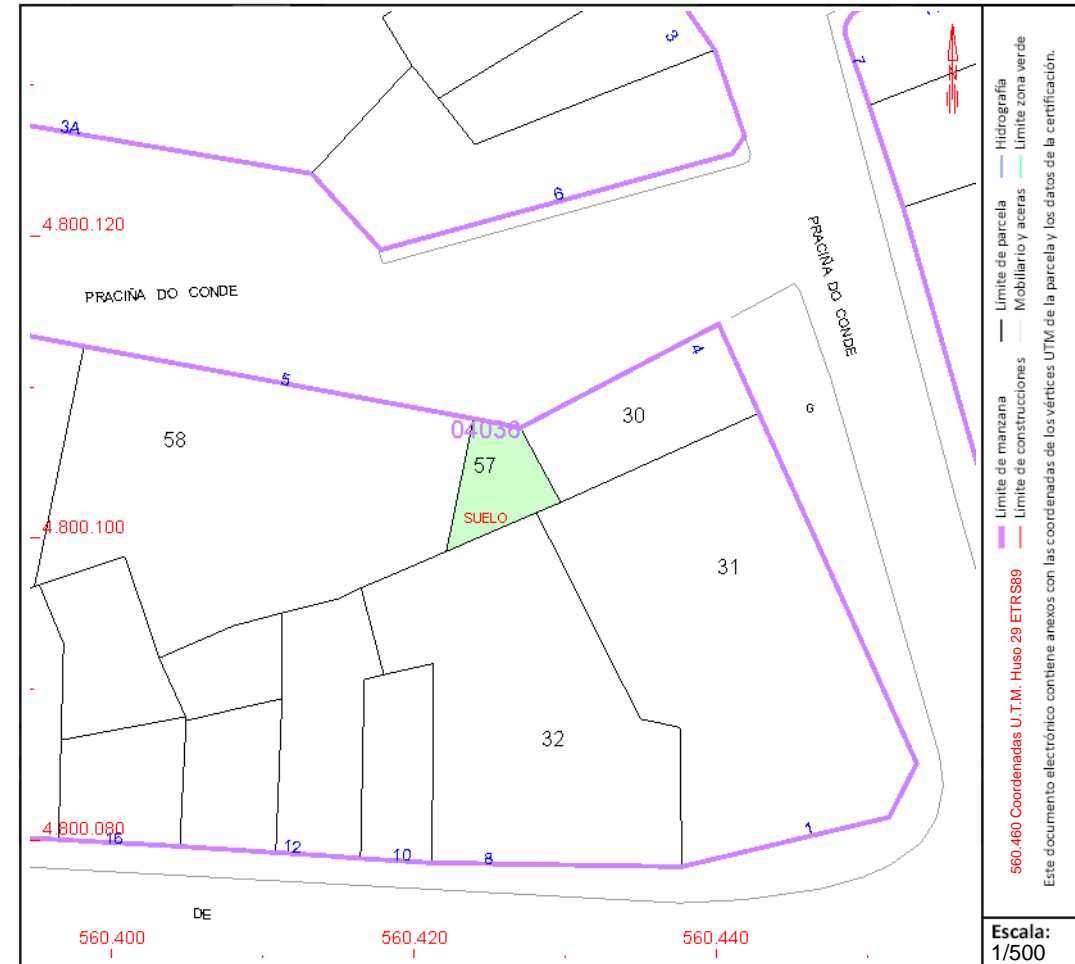 3
7
3A
6
4.800.120
PRACIÑA DO CONDE
PRACIÑA DO CONDE
5
4
58
04036
30
G
57
SUELO
4.800.100
31
32
4.800.080
16
12
10
8
1
DE
560.400
560.420
560.440
Hidrografía
Límite zona verde
Límite de parcela
Mobiliario y aceras
Límite de manzana
Límite de construcciones
560.460 Coordenadas U.T.M. Huso 29 ETRS89
Este documento electrónico contiene anexos con las coordenadas de los vértices UTM de la parcela y los datos de la certificación.
Escala:
1/500